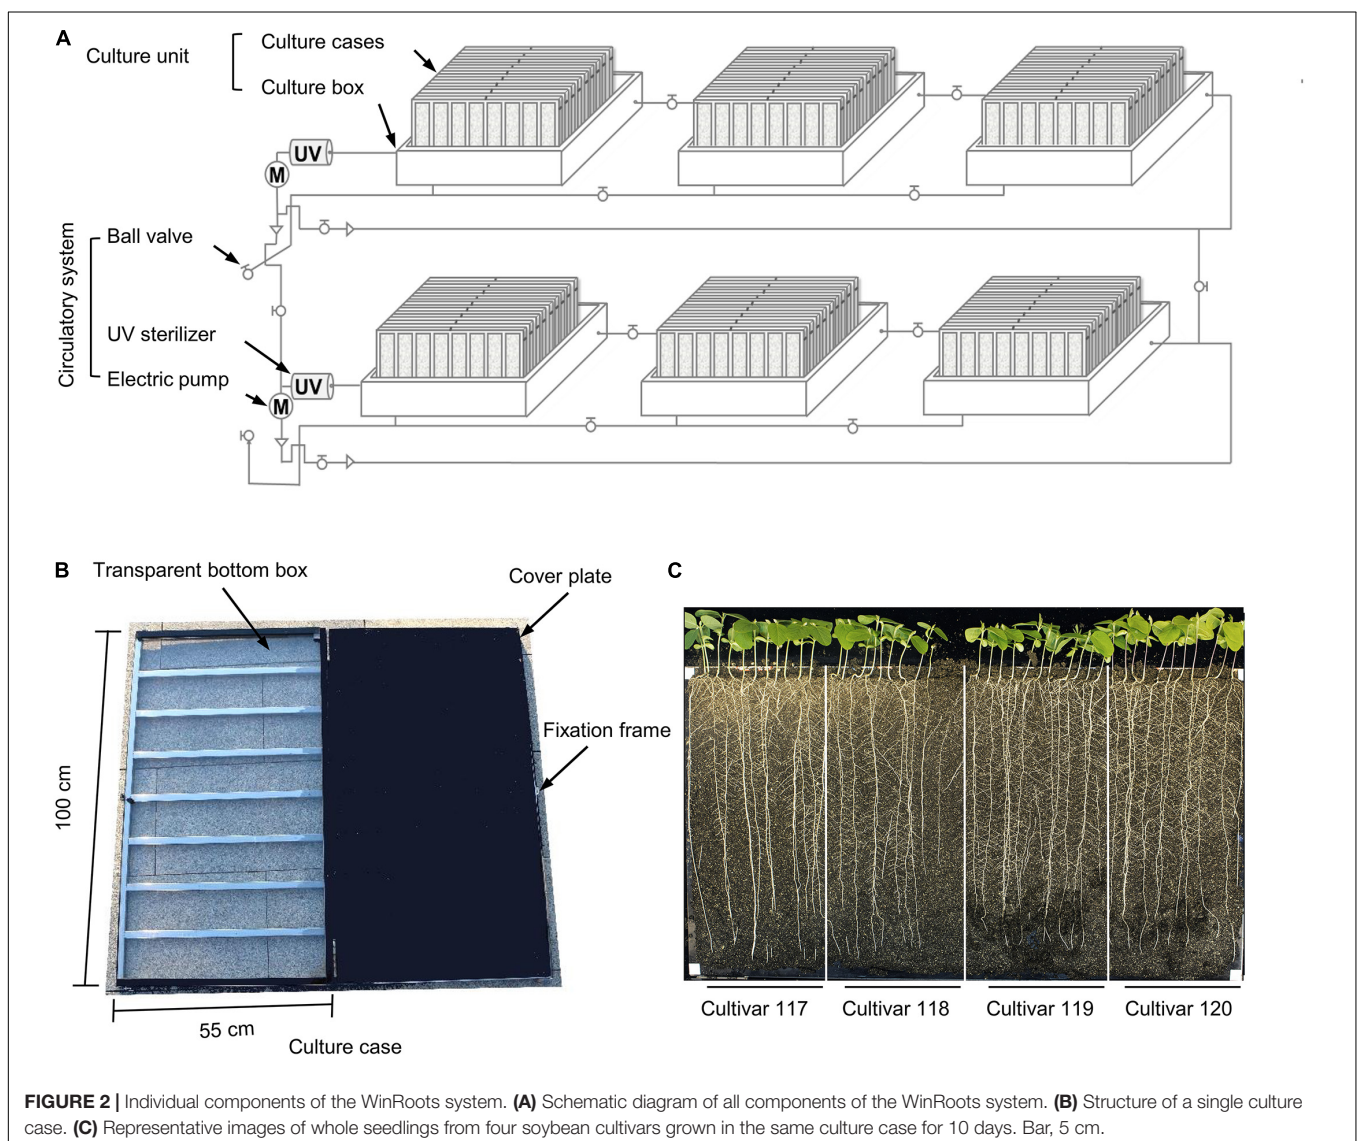 A
Culture unit
Culture cases
Culture box
UV
M
Circulatory system
Ball valve
UV sterilizer
Electric pump
UV
M
B
Transparent bottom box
Cover plate
Fixation frame
100 cm
55 cm
Culture case
C
Cultivar 117
Cultivar 118
Cultivar 119
Cultivar 120
FIGURE 2 | Individual components of the WinRoots system. (A) Schematic diagram of all components of the WinRoots system. (B) Structure of a single culture
case. (C) Representative images of whole seedlings from four soybean cultivars grown in the same culture case for 10 days. Bar, 5 cm.